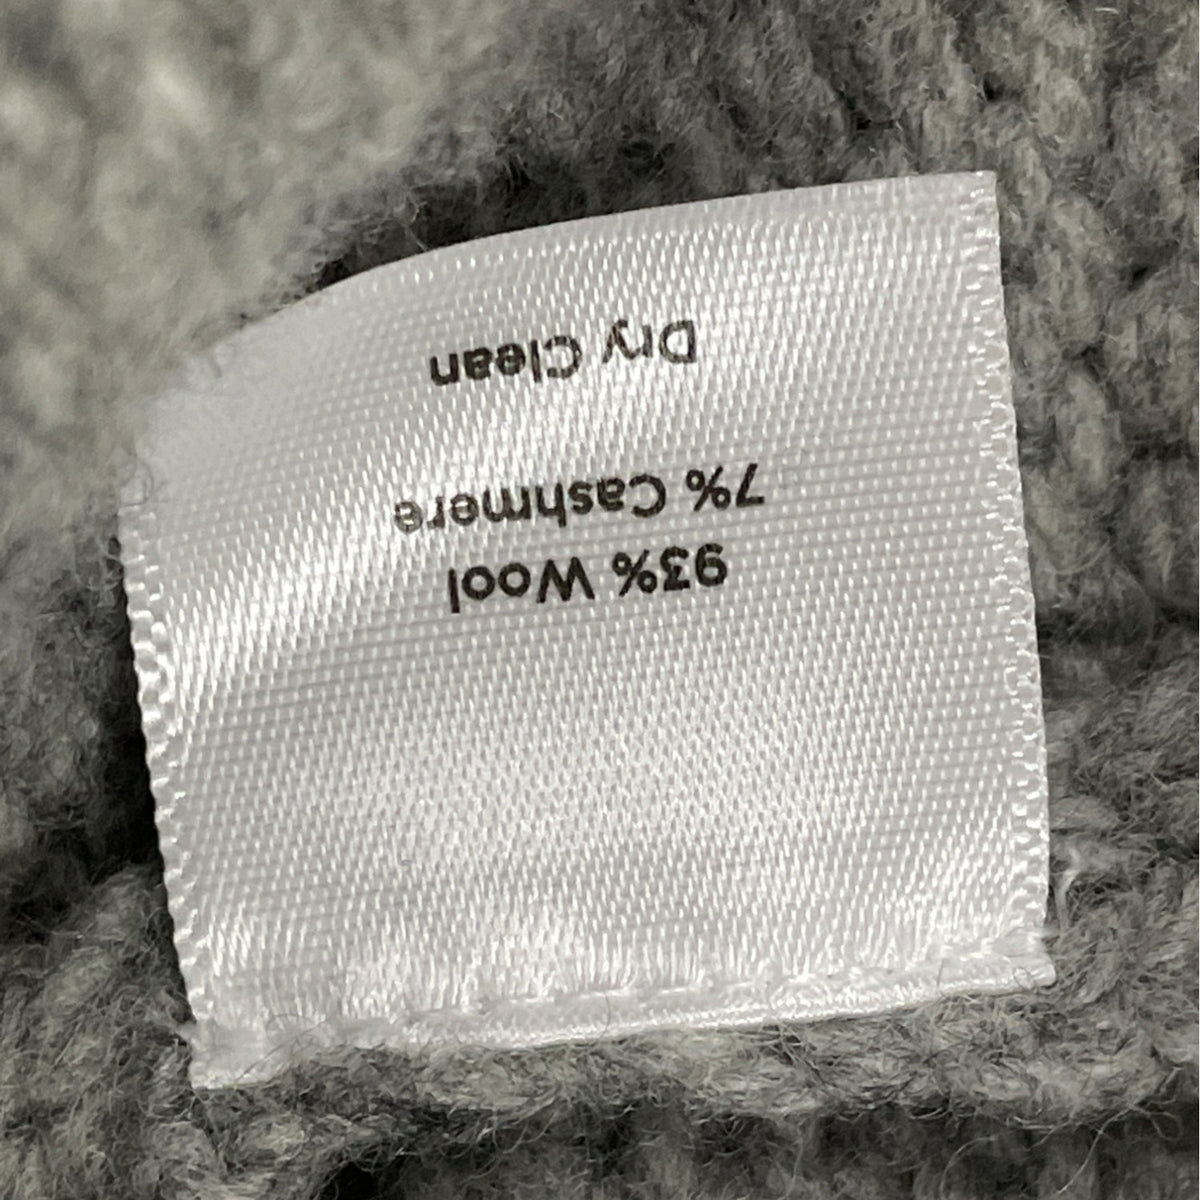 93% Wool
7% Cashmere
Dry Clean